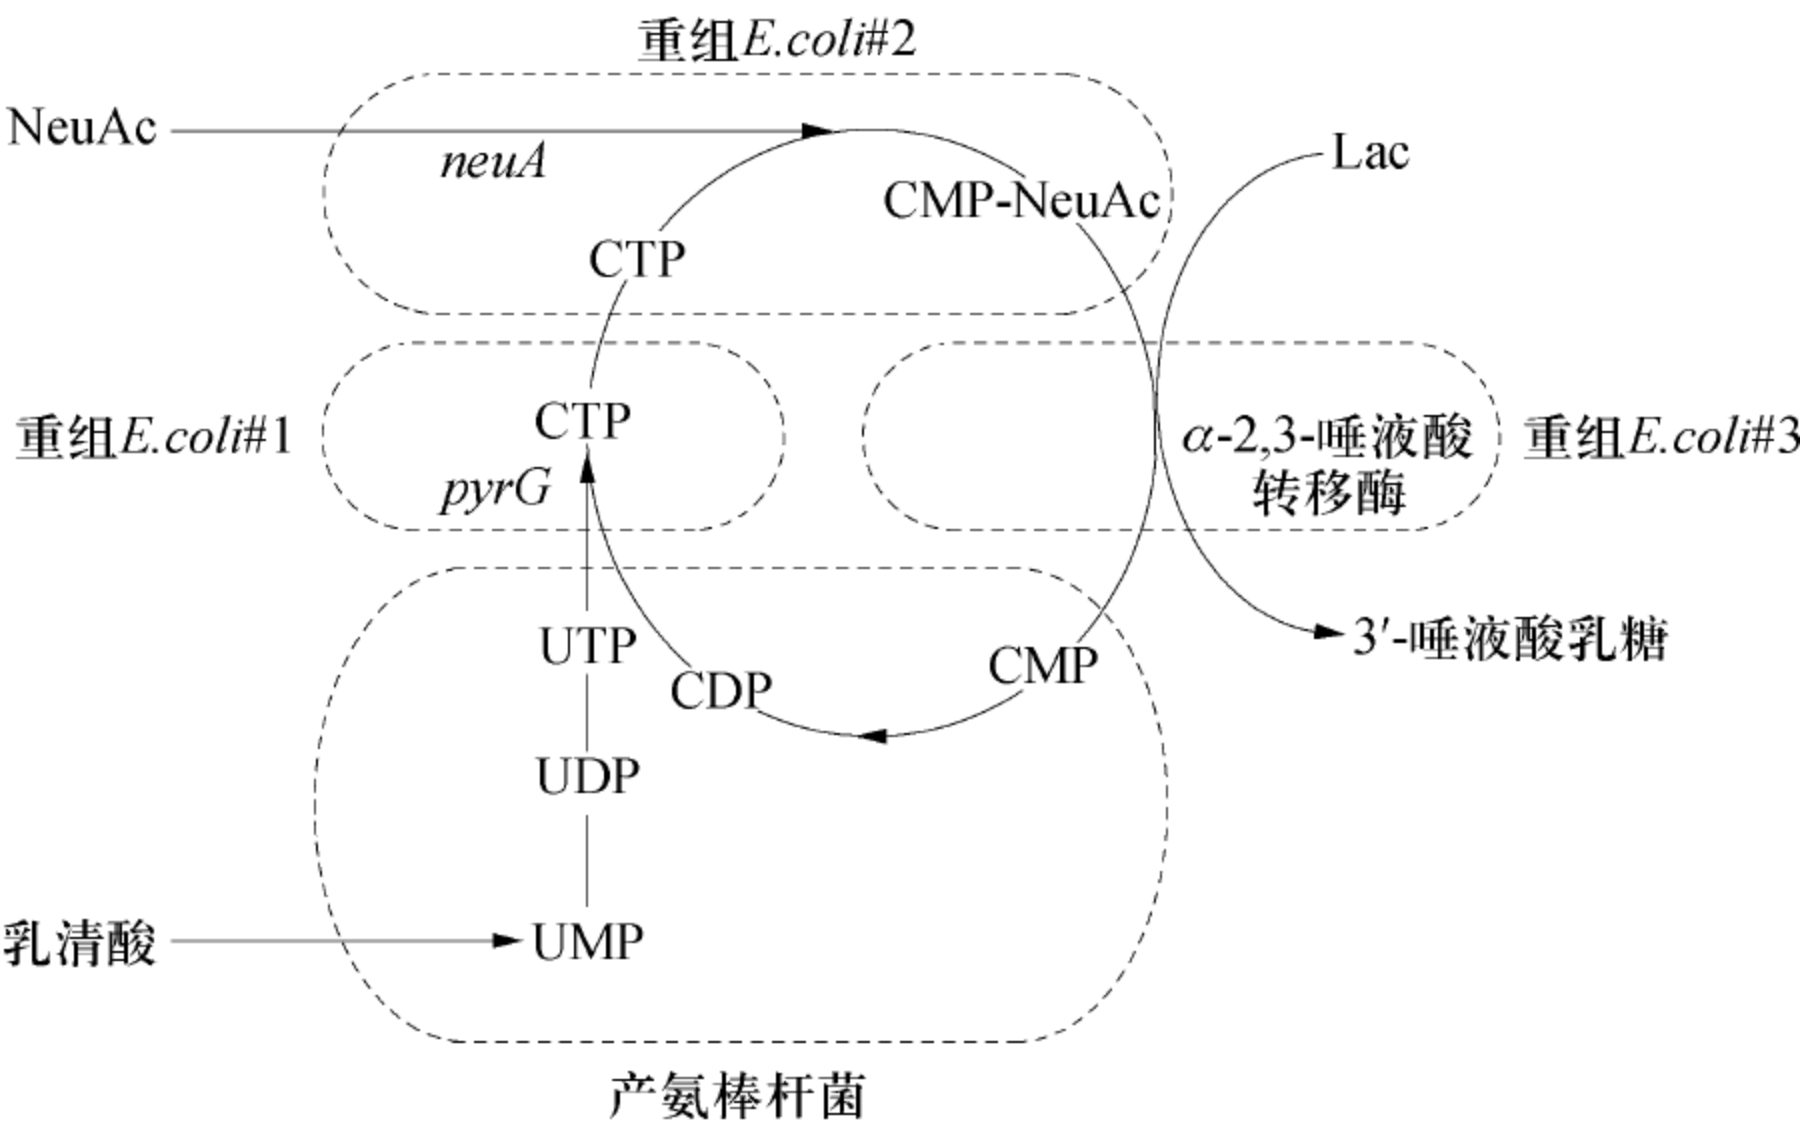 重组E.coli#2
NeuAc
neuA
Lac
CMP-NeuAc
CTP
重组E.coli#1
CTP
pyrG
α-2,3-唾液酸
转移酶
重组E.coli#3
UTP
CDP
CMP
3′-唾液酸乳糖
UDP
乳清酸
UMP
产氨棒杆菌